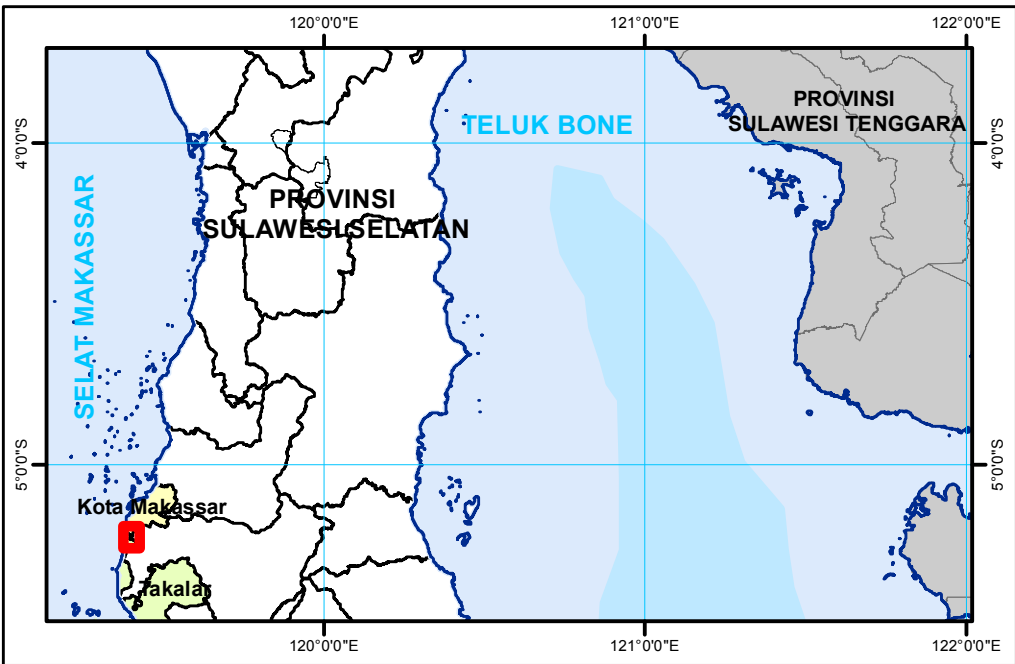 120°0'0"E
121°0'0"E
122°0'0"E
4°0'0"S
4°0'0"S
PROVINSI
SULAWESI TENGGARA
TELUK BONE
PROVINSI
SULAWESI SELATAN
SELAT MAKASSAR
5°0'0"S
5°0'0"S
Kota Makassar
Takalar
120°0'0"E
121°0'0"E
122°0'0"E